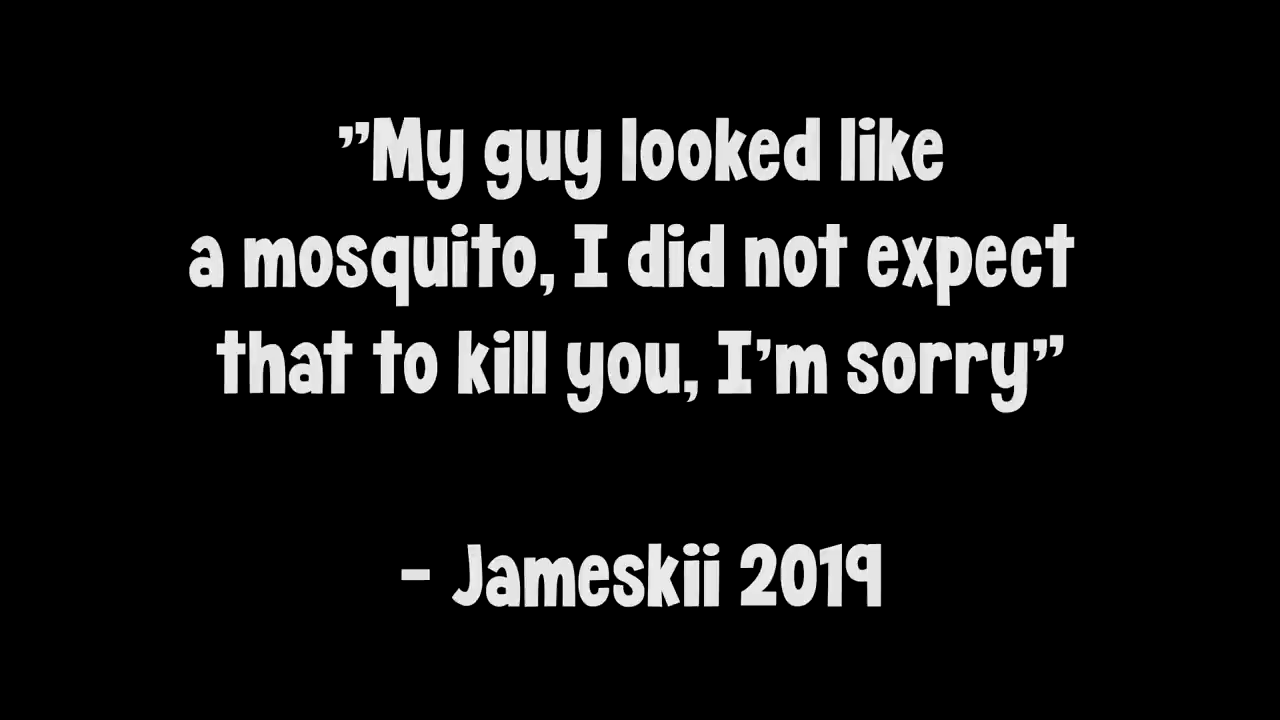 ”My guy looked like
a mosquito, I did not expect
that to kill you, I’m sorry”
- Jameskii 2019